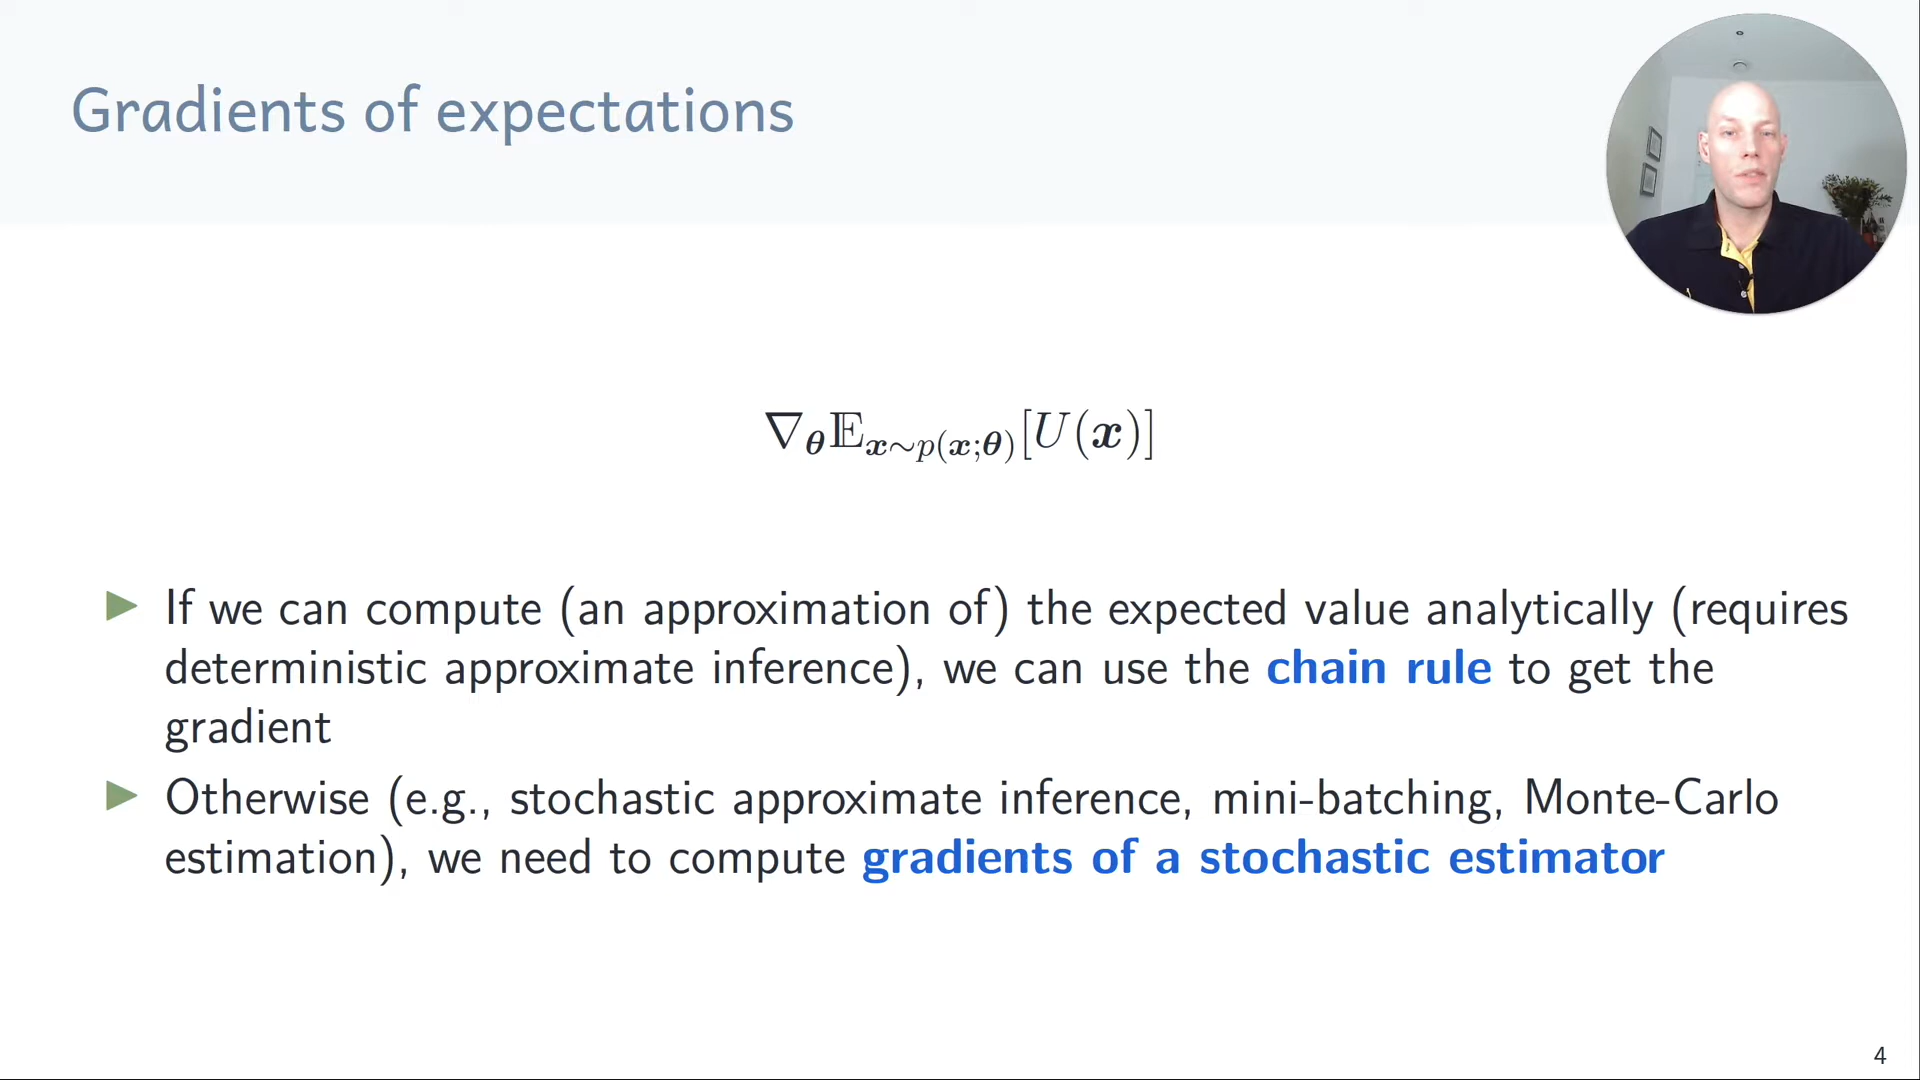 Gradients of expectations
∇_θ 𝔼_{x∼p(x;θ)}[U(x)]
If we can compute (an approximation of) the expected value analytically (requires
deterministic approximate inference), we can use the chain rule to get the
gradient
Otherwise (e.g., stochastic approximate inference, mini-batching, Monte-Carlo
estimation), we need to compute gradients of a stochastic estimator
4